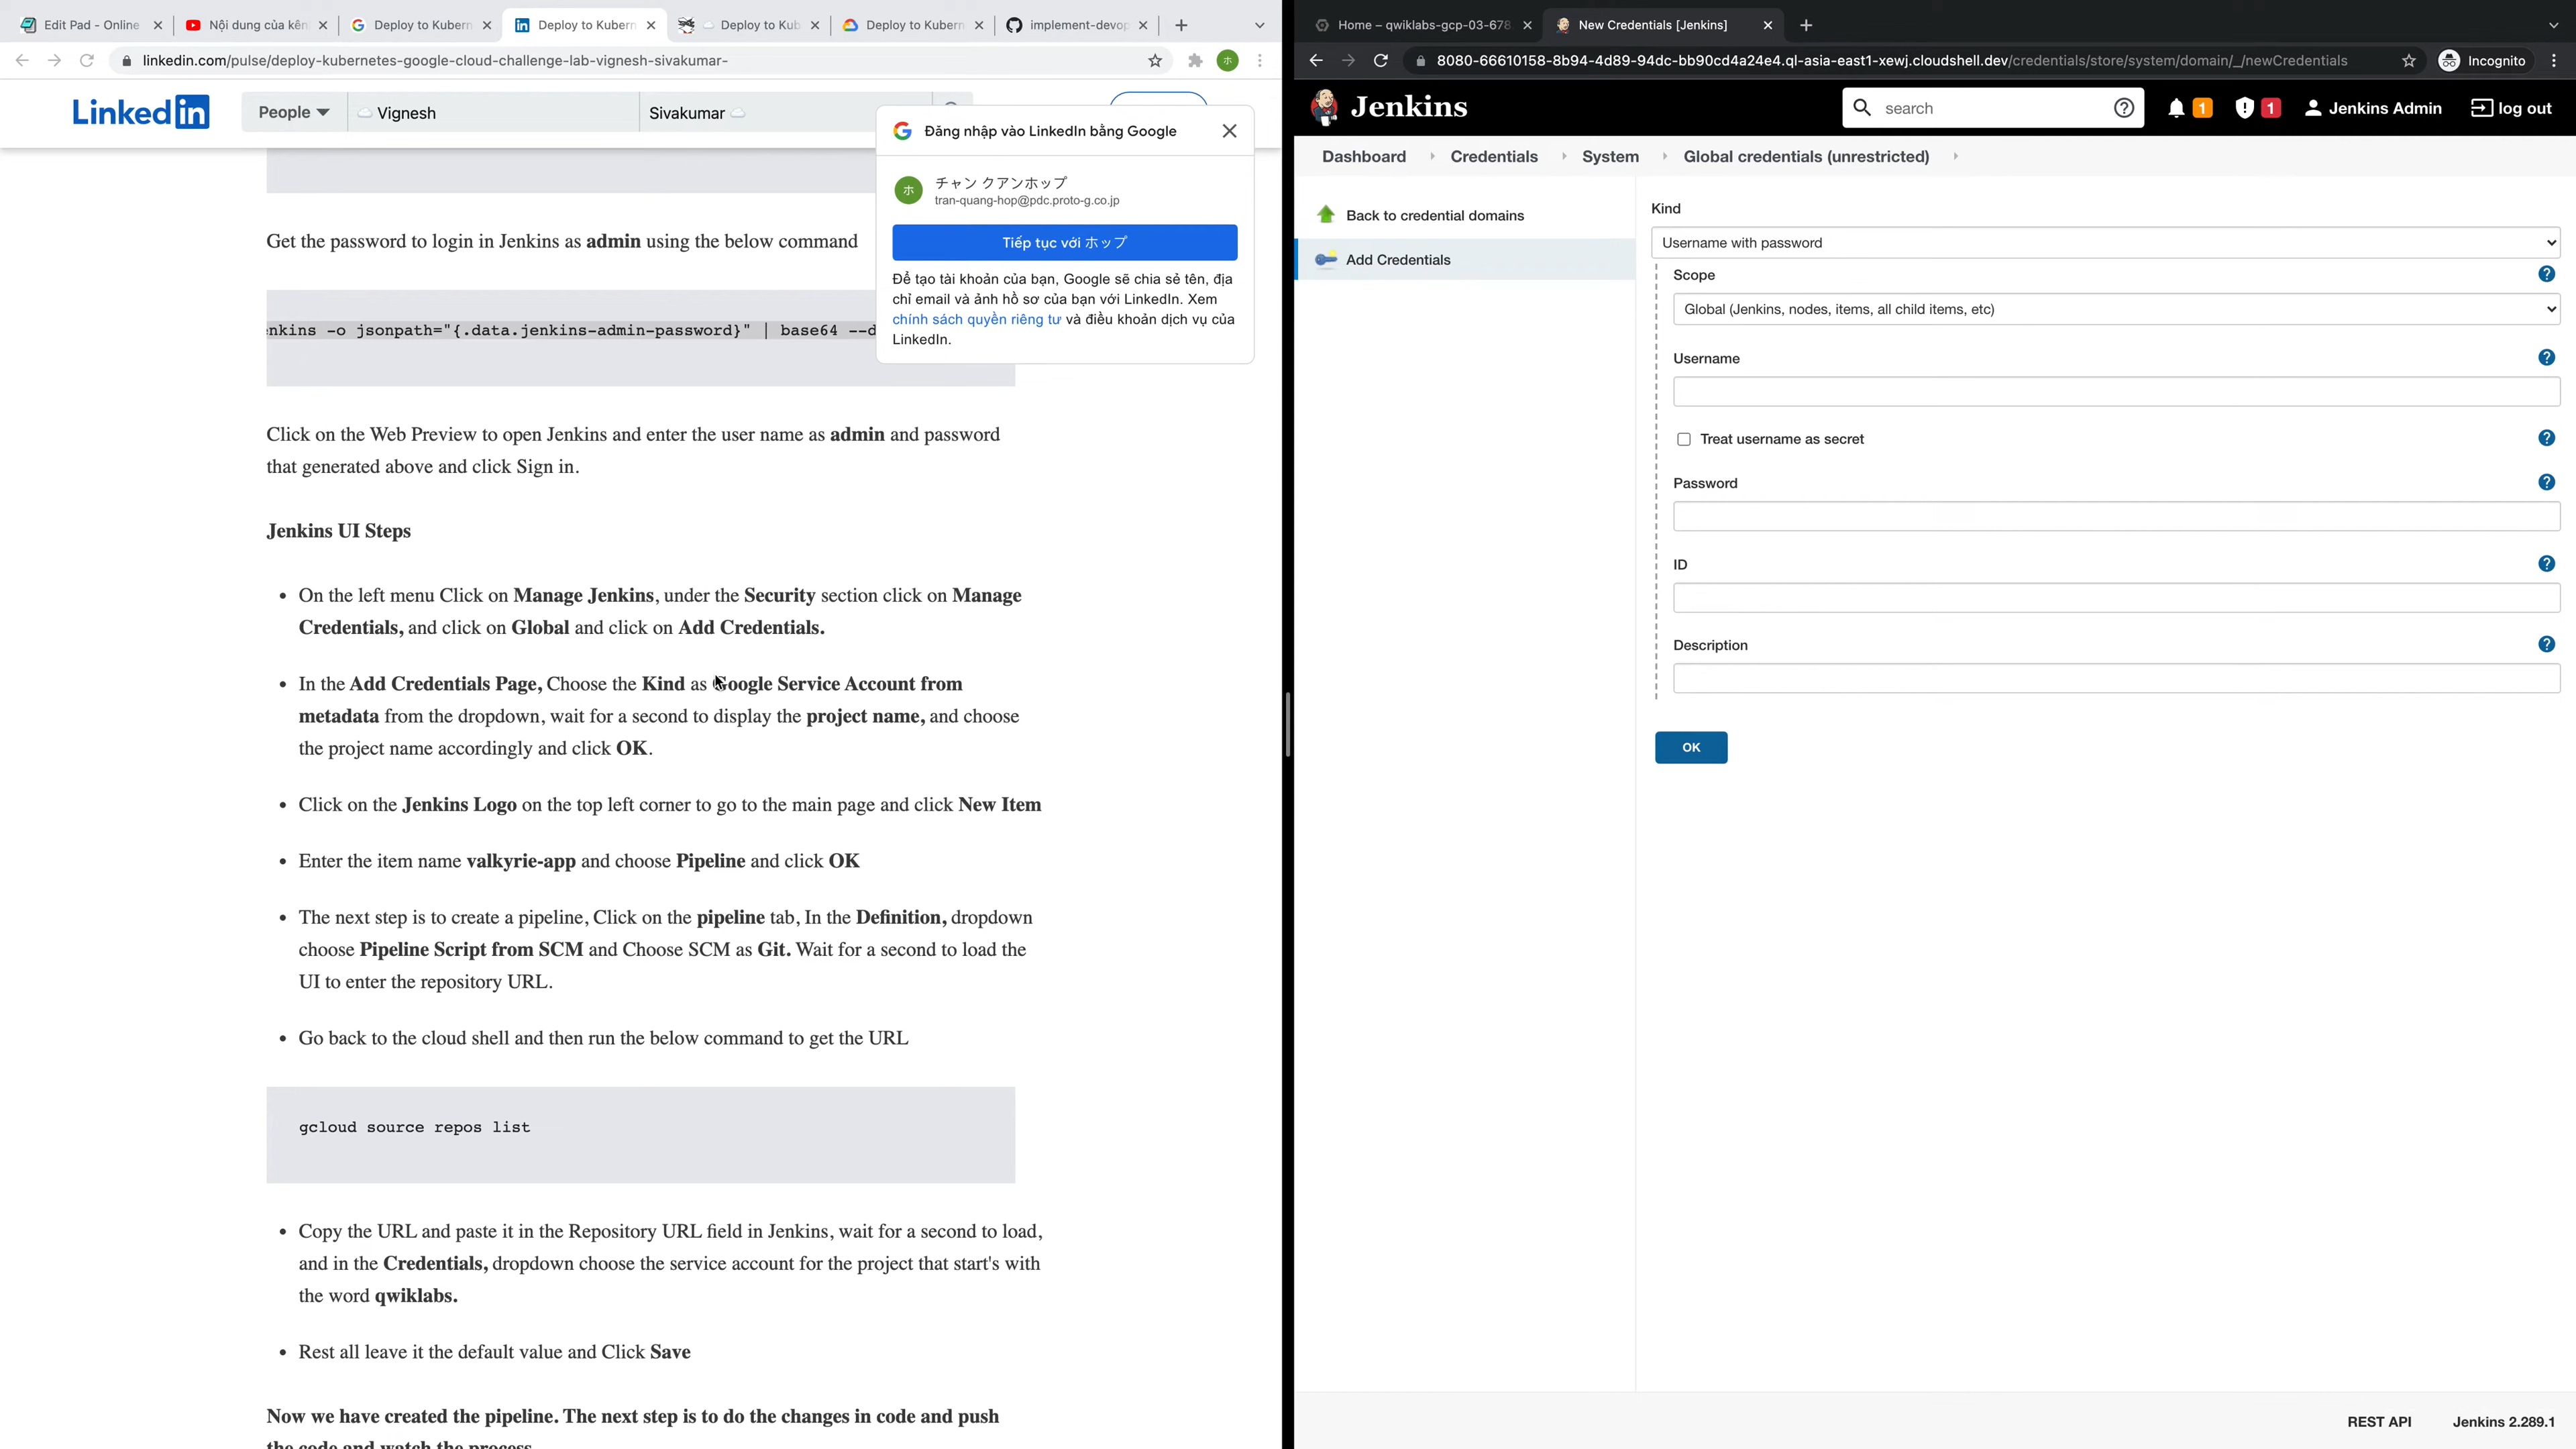 Edit Pad - Online
Nội dung của kên
Deploy to Kubern
Deploy to Kubern
Deploy to Kub
Deploy to Kubern
implement-devop
linkedin.com/pulse/deploy-kubernetes-google-cloud-challenge-lab-vignesh-sivakumar-
ホ
LinkedIn
People
Vignesh
Sivakumar
Đăng nhập vào LinkedIn bằng Google
ホ
チャン クアンホップ
tran-quang-hop@pdc.proto-g.co.jp
Tiếp tục với ホップ
Để tạo tài khoản của bạn, Google sẽ chia sẻ tên, địa
chỉ email và ảnh hồ sơ của bạn với LinkedIn. Xem
chính sách quyền riêng tư và điều khoản dịch vụ của
LinkedIn.
Get the password to login in Jenkins as admin using the below command
enkins -o jsonpath="{.data.jenkins-admin-password}" | base64 --d
Click on the Web Preview to open Jenkins and enter the user name as admin and password
that generated above and click Sign in.
Jenkins UI Steps
• On the left menu Click on Manage Jenkins, under the Security section click on Manage
Credentials, and click on Global and click on Add Credentials.
• In the Add Credentials Page, Choose the Kind as Google Service Account from
metadata from the dropdown, wait for a second to display the project name, and choose
the project name accordingly and click OK.
• Click on the Jenkins Logo on the top left corner to go to the main page and click New Item
• Enter the item name valkyrie-app and choose Pipeline and click OK
• The next step is to create a pipeline, Click on the pipeline tab, In the Definition, dropdown
choose Pipeline Script from SCM and Choose SCM as Git. Wait for a second to load the
UI to enter the repository URL.
• Go back to the cloud shell and then run the below command to get the URL
gcloud source repos list
• Copy the URL and paste it in the Repository URL field in Jenkins, wait for a second to load,
and in the Credentials, dropdown choose the service account for the project that start's with
the word qwiklabs.
• Rest all leave it the default value and Click Save
Now we have created the pipeline. The next step is to do the changes in code and push
the code and watch the process
Home – qwiklabs-gcp-03-678
New Credentials [Jenkins]
8080-66610158-8b94-4d89-94dc-bb90cd4a24e4.ql-asia-east1-xewj.cloudshell.dev/credentials/store/system/domain/_/newCredentials
Incognito
Jenkins
search
1
1
Jenkins Admin
log out
Dashboard
Credentials
System
Global credentials (unrestricted)
Back to credential domains
Add Credentials
Kind
Username with password
Scope
Global (Jenkins, nodes, items, all child items, etc)
Username
Treat username as secret
Password
ID
Description
OK
REST API
Jenkins 2.289.1